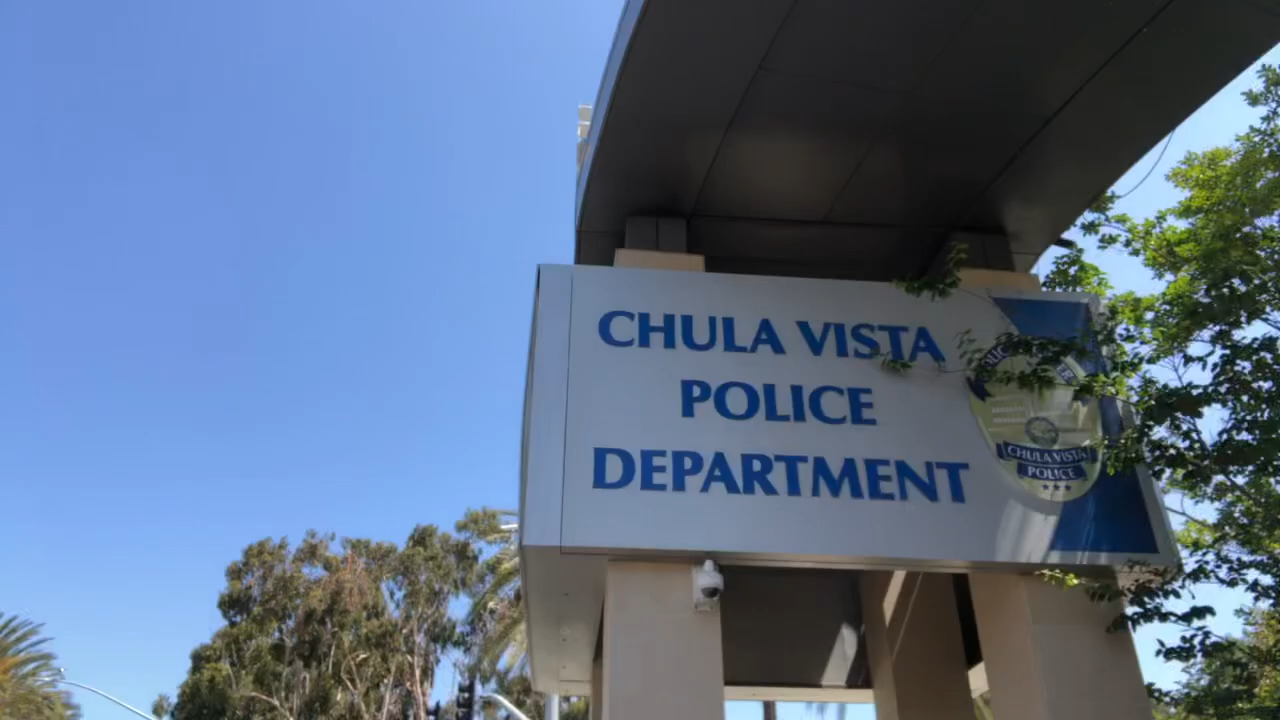 CHULA VISTA
POLICE
DEPARTMENT
CHULA VISTA
POLICE